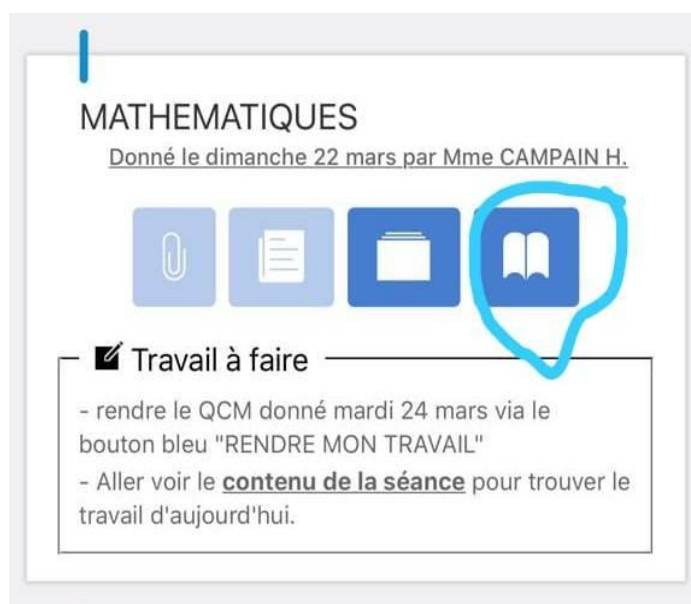 MATHEMATIQUES
Donné le dimanche 22 mars par Mme CAMPAIN H.
Travail à faire
- rendre le QCM donné mardi 24 mars via le
bouton bleu "RENDRE MON TRAVAIL"
- Aller voir le contenu de la séance pour trouver le
travail d'aujourd'hui.